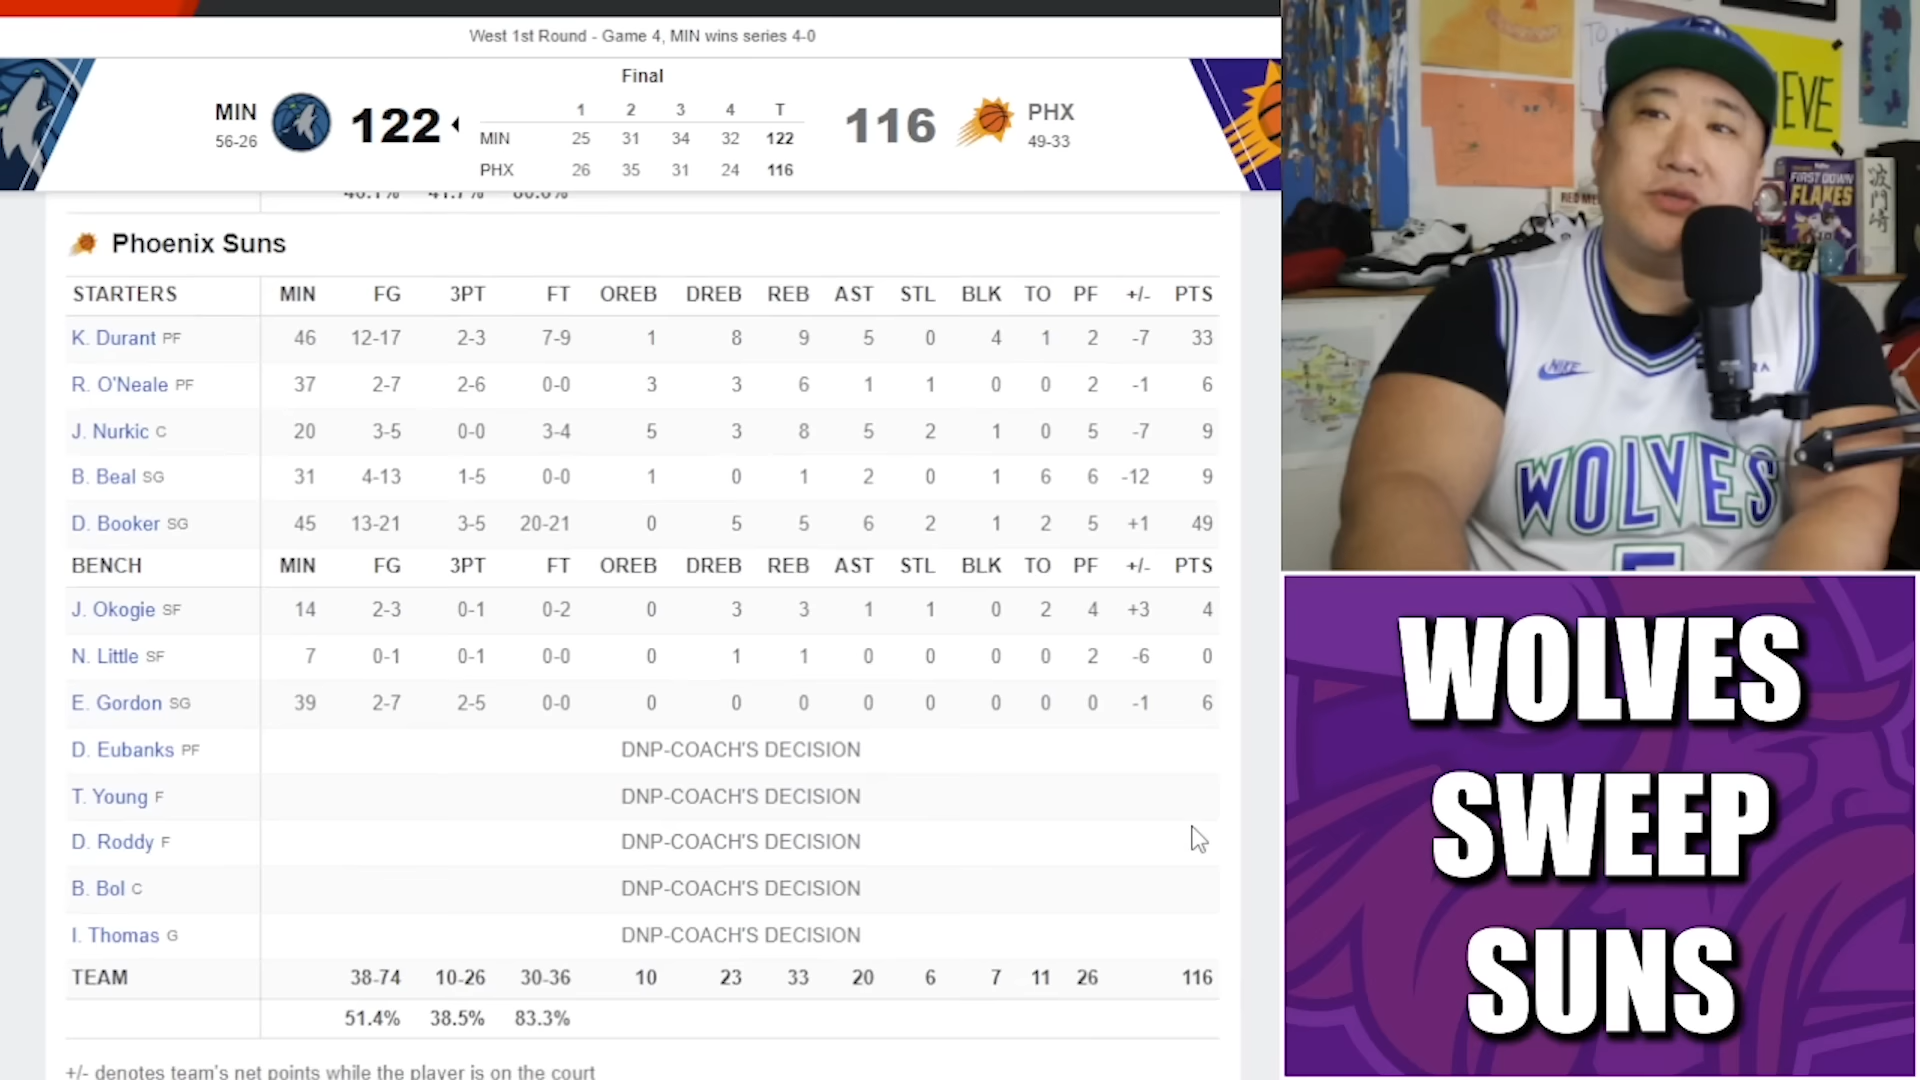 West 1st Round - Game 4, MIN wins series 4-0
Final
MIN 56-26 122
1 2 3 4 T
MIN 25 31 34 32 122
PHX 26 35 31 24 116
116 PHX 49-33
Phoenix Suns
STARTERS MIN FG 3PT FT OREB DREB REB AST STL BLK TO PF +/- PTS
K. Durant PF 46 12-17 2-3 7-9 1 8 9 5 0 4 1 2 -7 33
R. O'Neale PF 37 2-7 2-6 0-0 3 3 6 1 1 0 0 2 -1 6
J. Nurkic C 20 3-5 0-0 3-4 5 3 8 5 2 1 0 5 -7 9
B. Beal SG 31 4-13 1-5 0-0 1 0 1 2 0 1 6 6 -12 9
D. Booker SG 45 13-21 3-5 20-21 0 5 5 6 2 1 2 5 +1 49
BENCH MIN FG 3PT FT OREB DREB REB AST STL BLK TO PF +/- PTS
J. Okogie SF 14 2-3 0-1 0-2 0 3 3 1 1 0 2 4 +3 4
N. Little SF 7 0-1 0-1 0-0 0 1 1 0 0 0 0 2 -6 0
E. Gordon SG 39 2-7 2-5 0-0 0 0 0 0 0 0 0 0 -1 6
D. Eubanks PF DNP-COACH'S DECISION
T. Young F DNP-COACH'S DECISION
D. Roddy F DNP-COACH'S DECISION
B. Bol C DNP-COACH'S DECISION
I. Thomas G DNP-COACH'S DECISION
TEAM 38-74 10-26 30-36 10 23 33 20 6 7 11 26 116
51.4% 38.5% 83.3%
+/- denotes team's net points while the player is on the court
FIRST DOWN
FLAKES
NIKE
WOLVES
WOLVES
SWEEP
SUNS